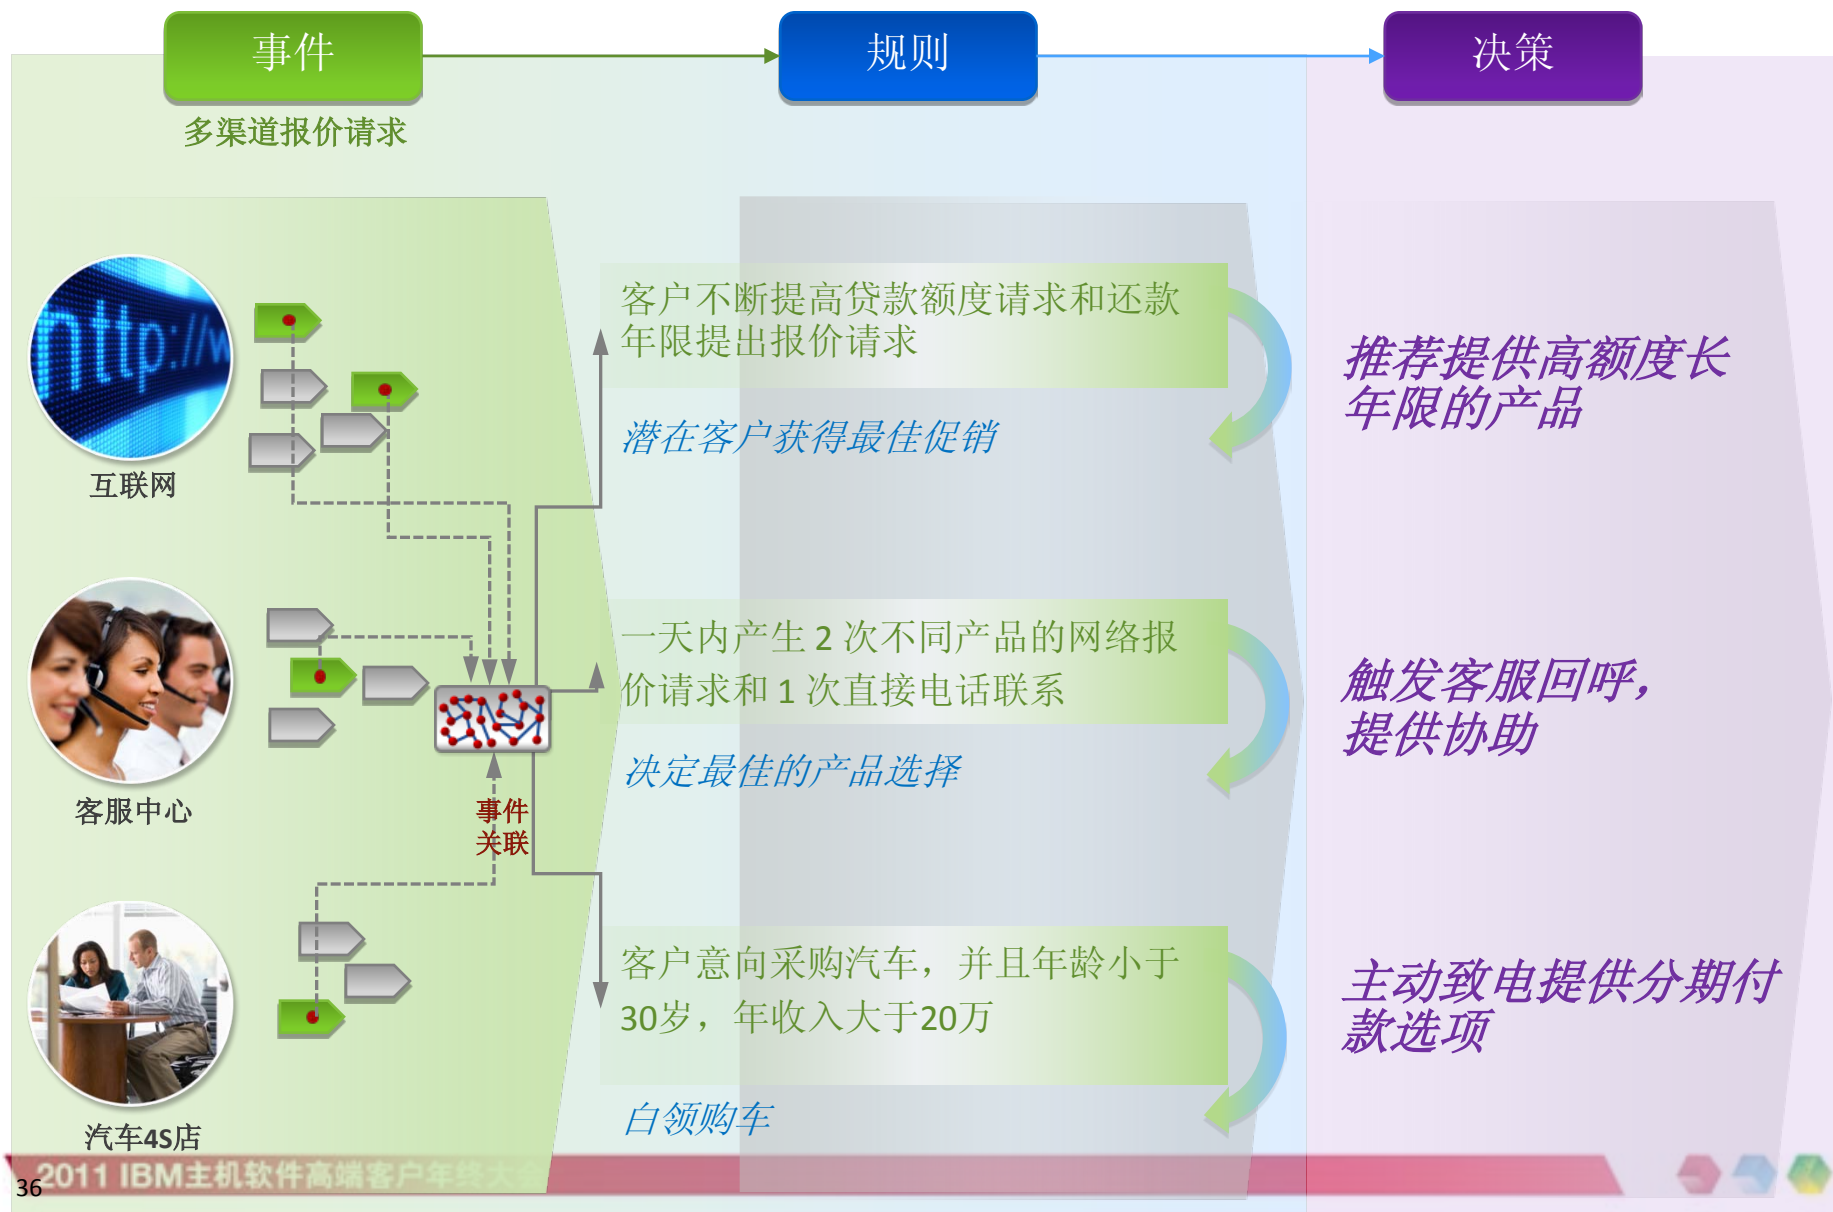 事件
规则
决策
多渠道报价请求
http://w
互联网
客户不断提高贷款额度请求和还款
年限提出报价请求
潜在客户获得最佳促销
推荐提供高额度长
年限的产品
客服中心
事件
关联
一天内产生 2 次不同产品的网络报
价请求和 1 次直接电话联系
决定最佳的产品选择
触发客服回呼，
提供协助
汽车4S店
客户意向采购汽车，并且年龄小于
30岁，年收入大于20万
白领购车
主动致电提供分期付
款选项
2011 IBM主机软件高端客户年终大会
36